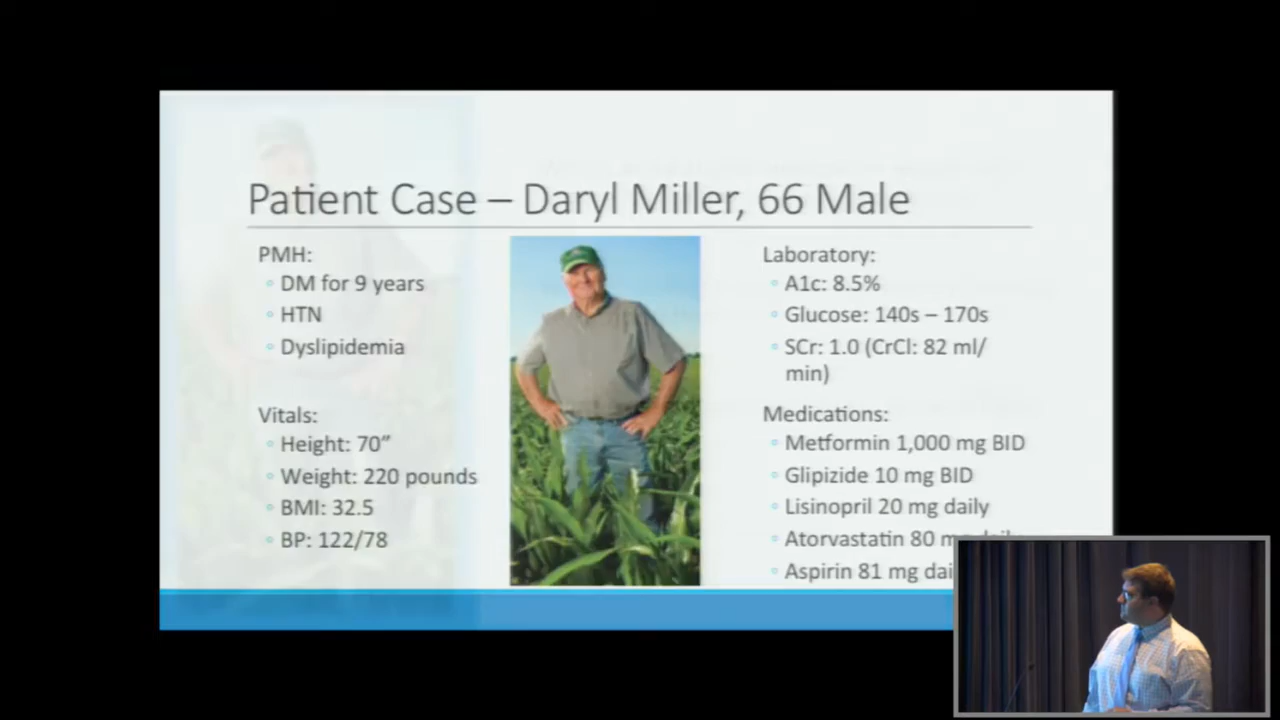 Patient Case – Daryl Miller, 66 Male
PMH:
DM for 9 years
HTN
Dyslipidemia
Vitals:
Height: 70”
Weight: 220 pounds
BMI: 32.5
BP: 122/78
Laboratory:
A1c: 8.5%
Glucose: 140s – 170s
SCr: 1.0 (CrCl: 82 ml/
min)
Medications:
Metformin 1,000 mg BID
Glipizide 10 mg BID
Lisinopril 20 mg daily
Atorvastatin 80
Aspirin 81 mg